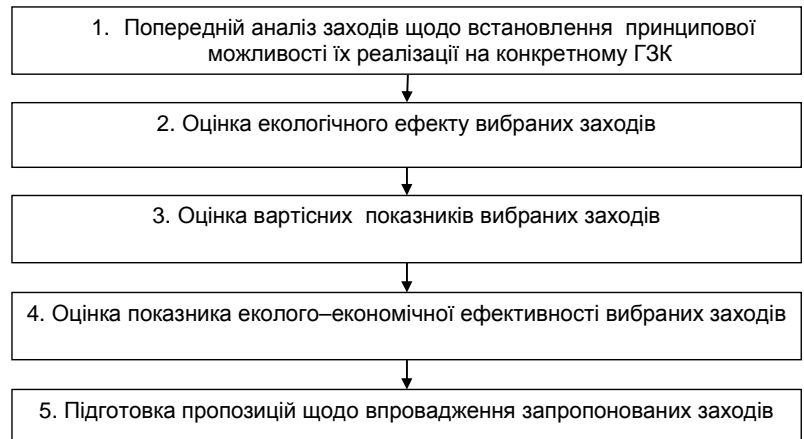 1. Попередній аналіз заходів щодо встановлення принципової
можливості їх реалізації на конкретному ГЗК
2. Оцінка екологічного ефекту вибраних заходів
3. Оцінка вартісних показників вибраних заходів
4. Оцінка показника еколого–економічної ефективності вибраних заходів
5. Підготовка пропозицій щодо впровадження запропонованих заходів